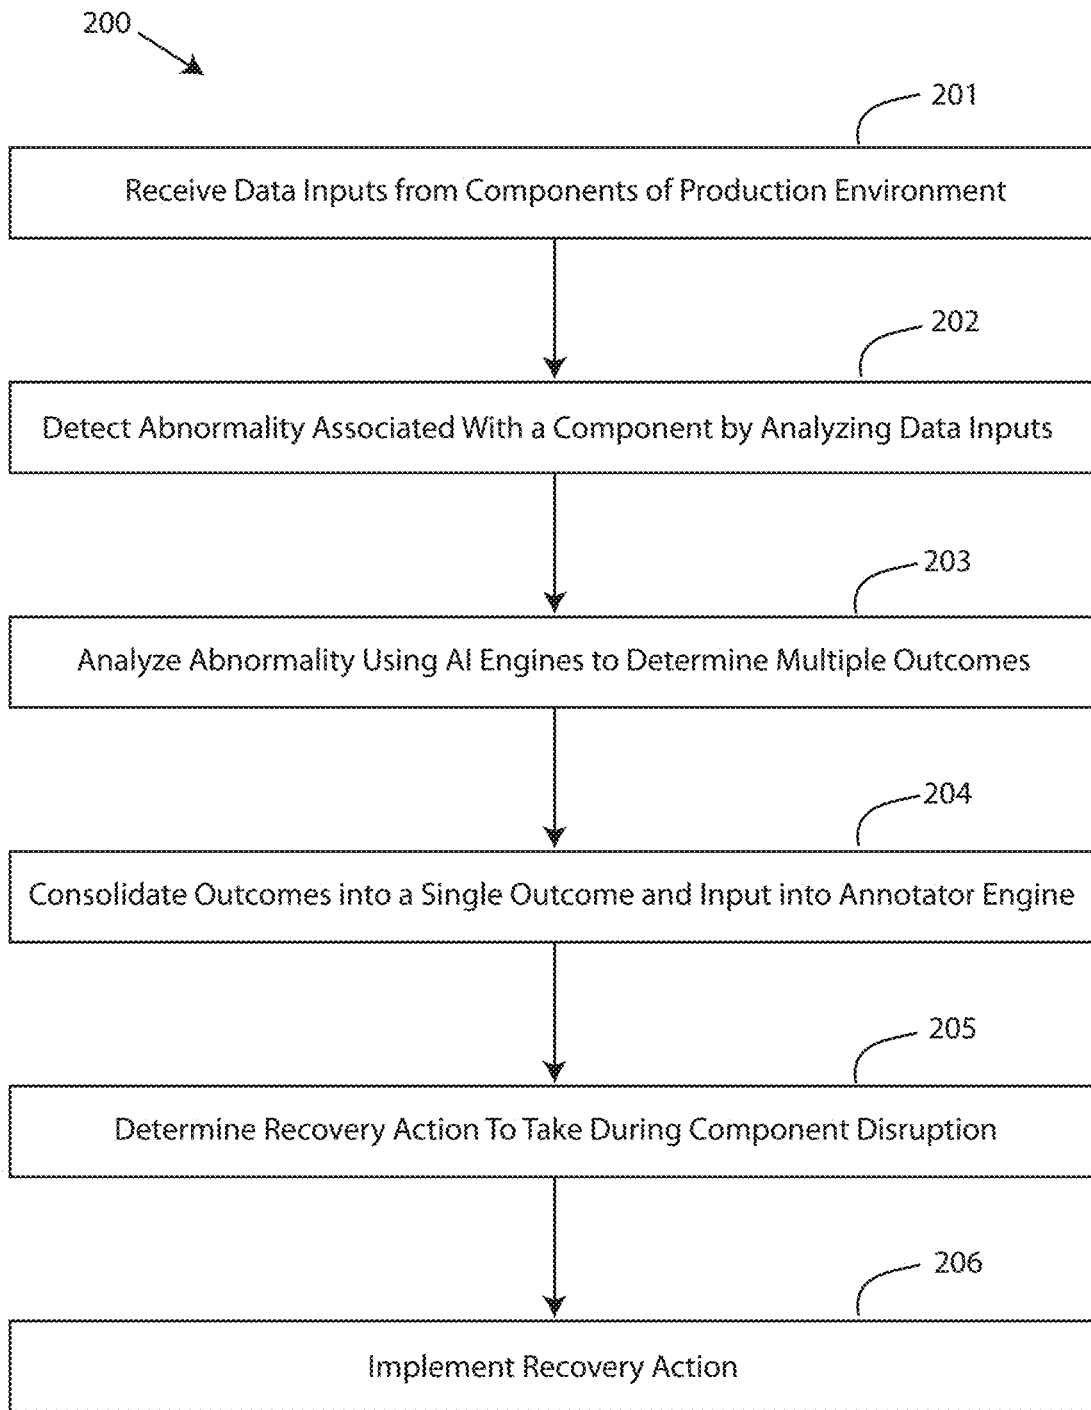 200
201
Receive Data Inputs from Components of Production Environment
202
Detect Abnormality Associated With a Component by Analyzing Data Inputs
203
Analyze Abnormality Using AI Engines to Determine Multiple Outcomes
204
Consolidate Outcomes into a Single Outcome and Input into Annotator Engine
205
Determine Recovery Action To Take During Component Disruption
206
Implement Recovery Action